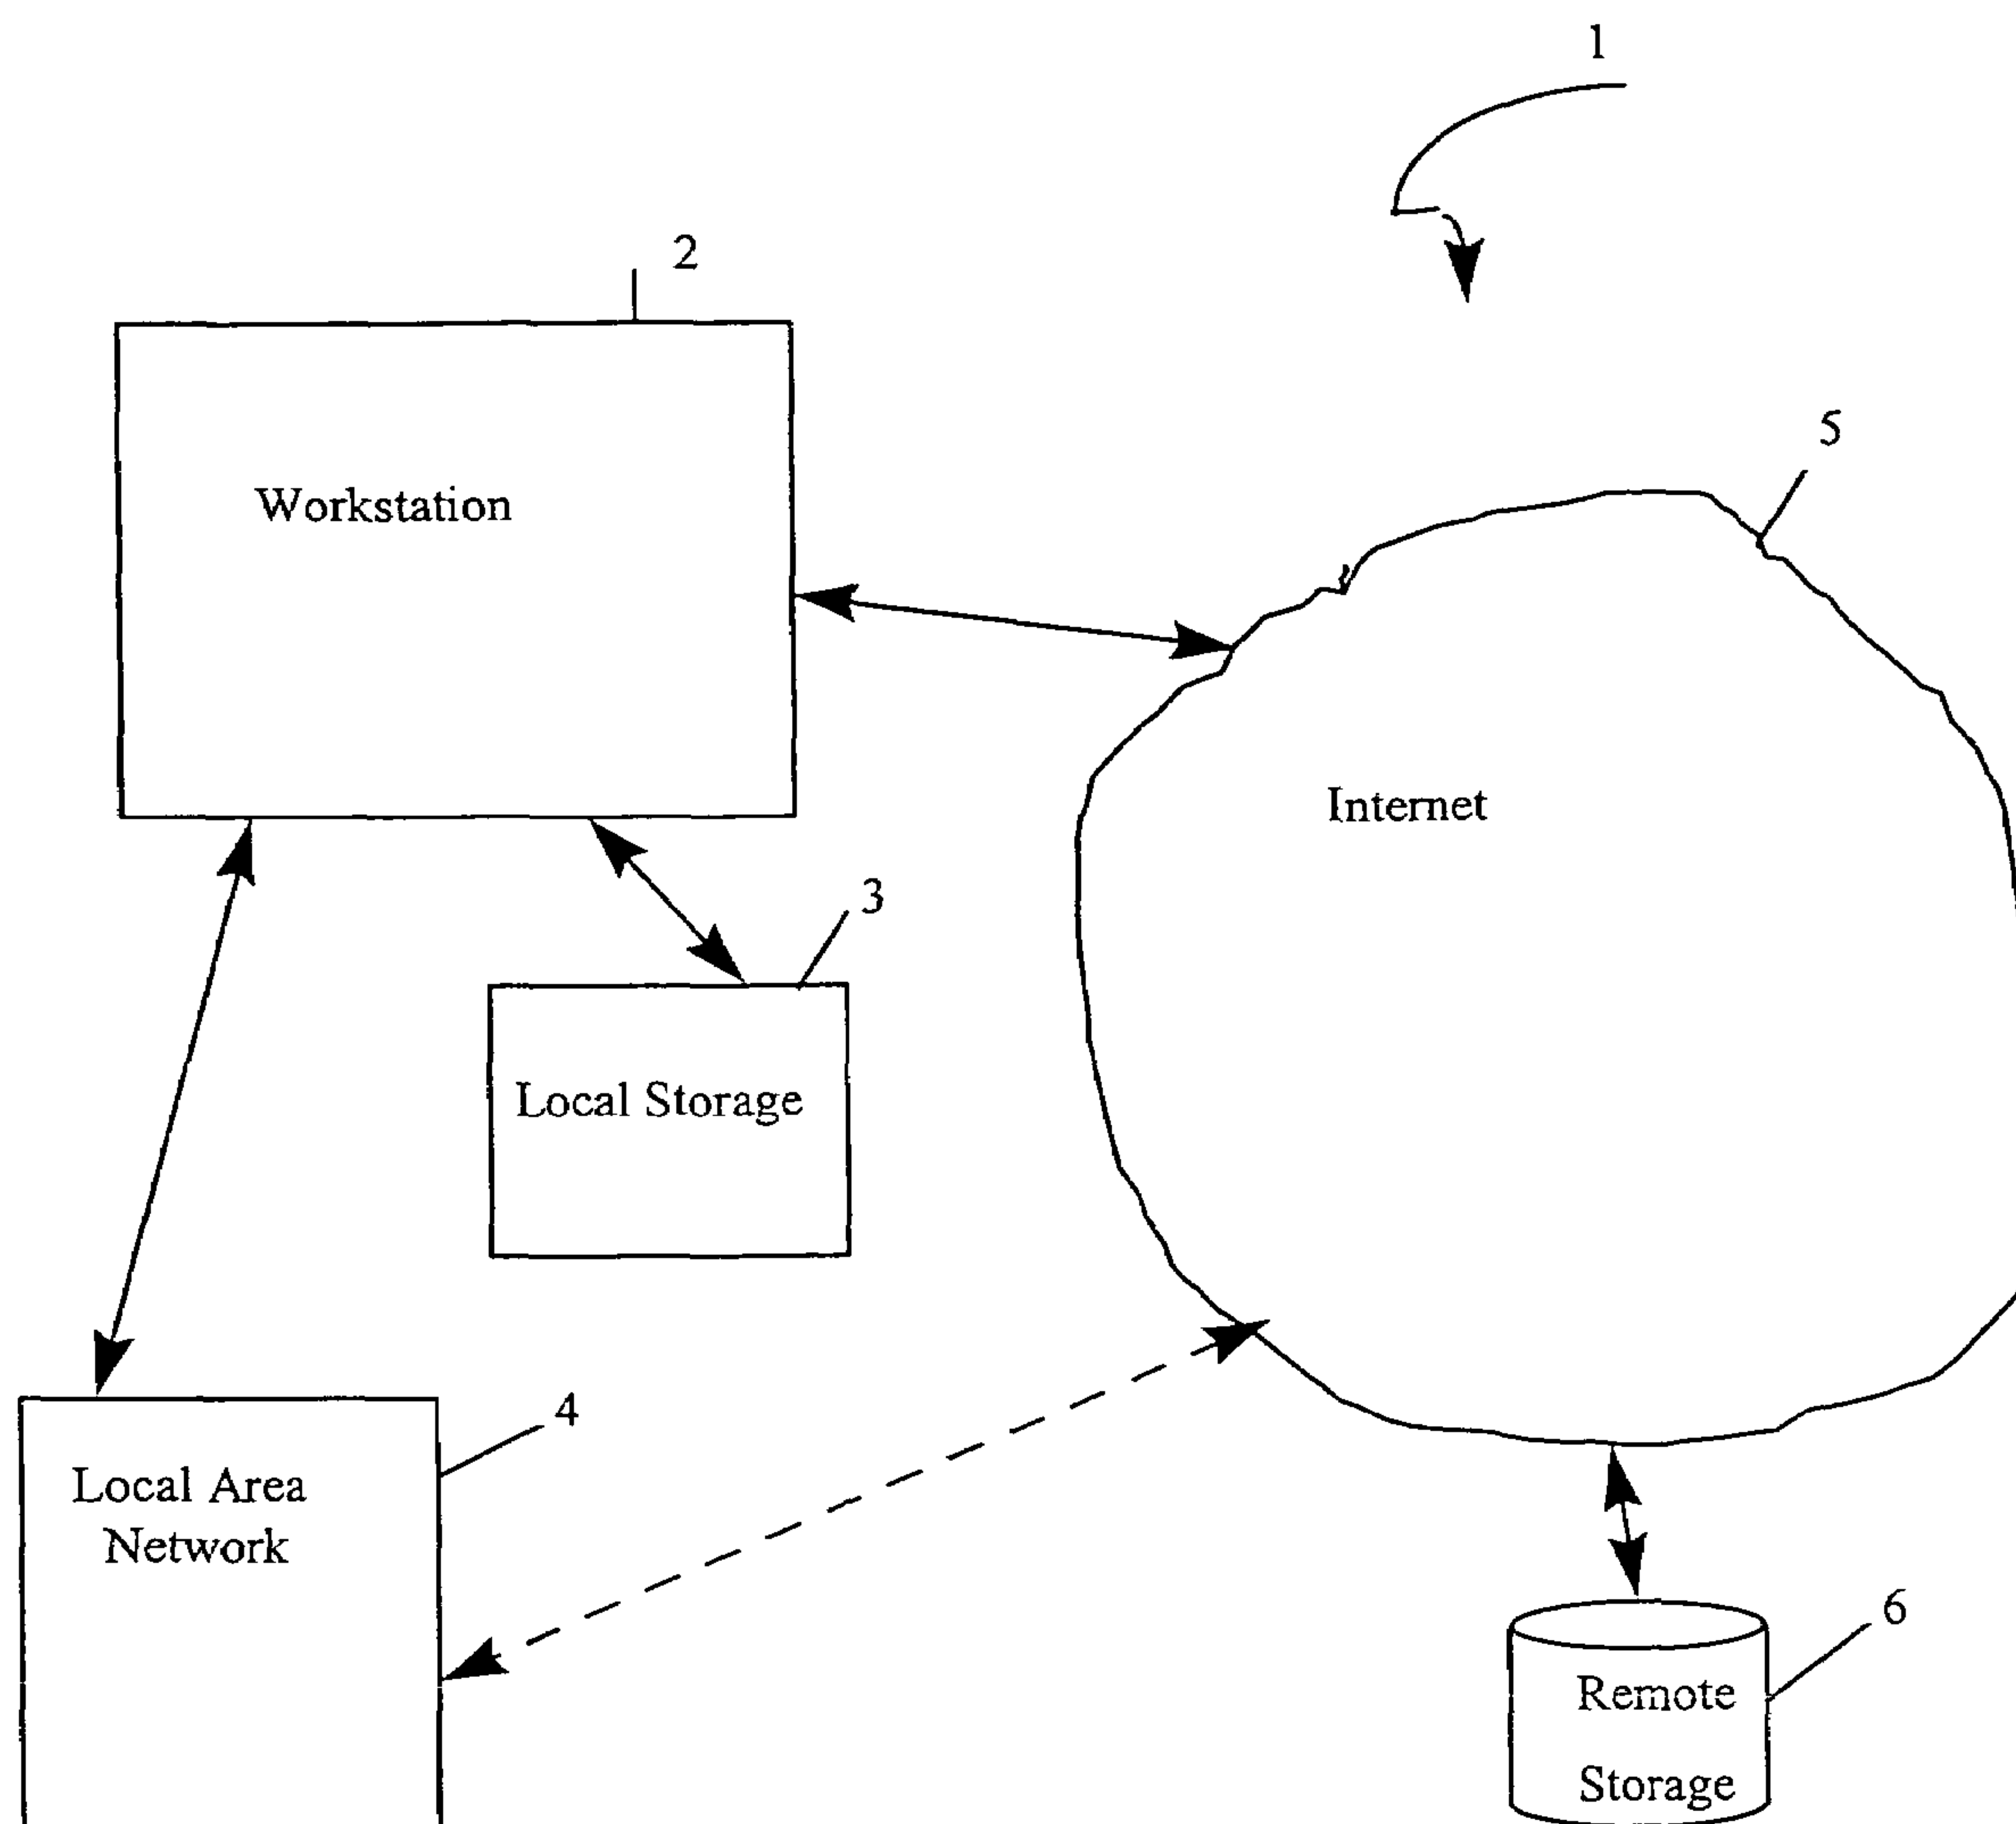 1
2
Workstation
5
Internet
3
Local Storage
4
Local Area
Network
6
Remote
Storage